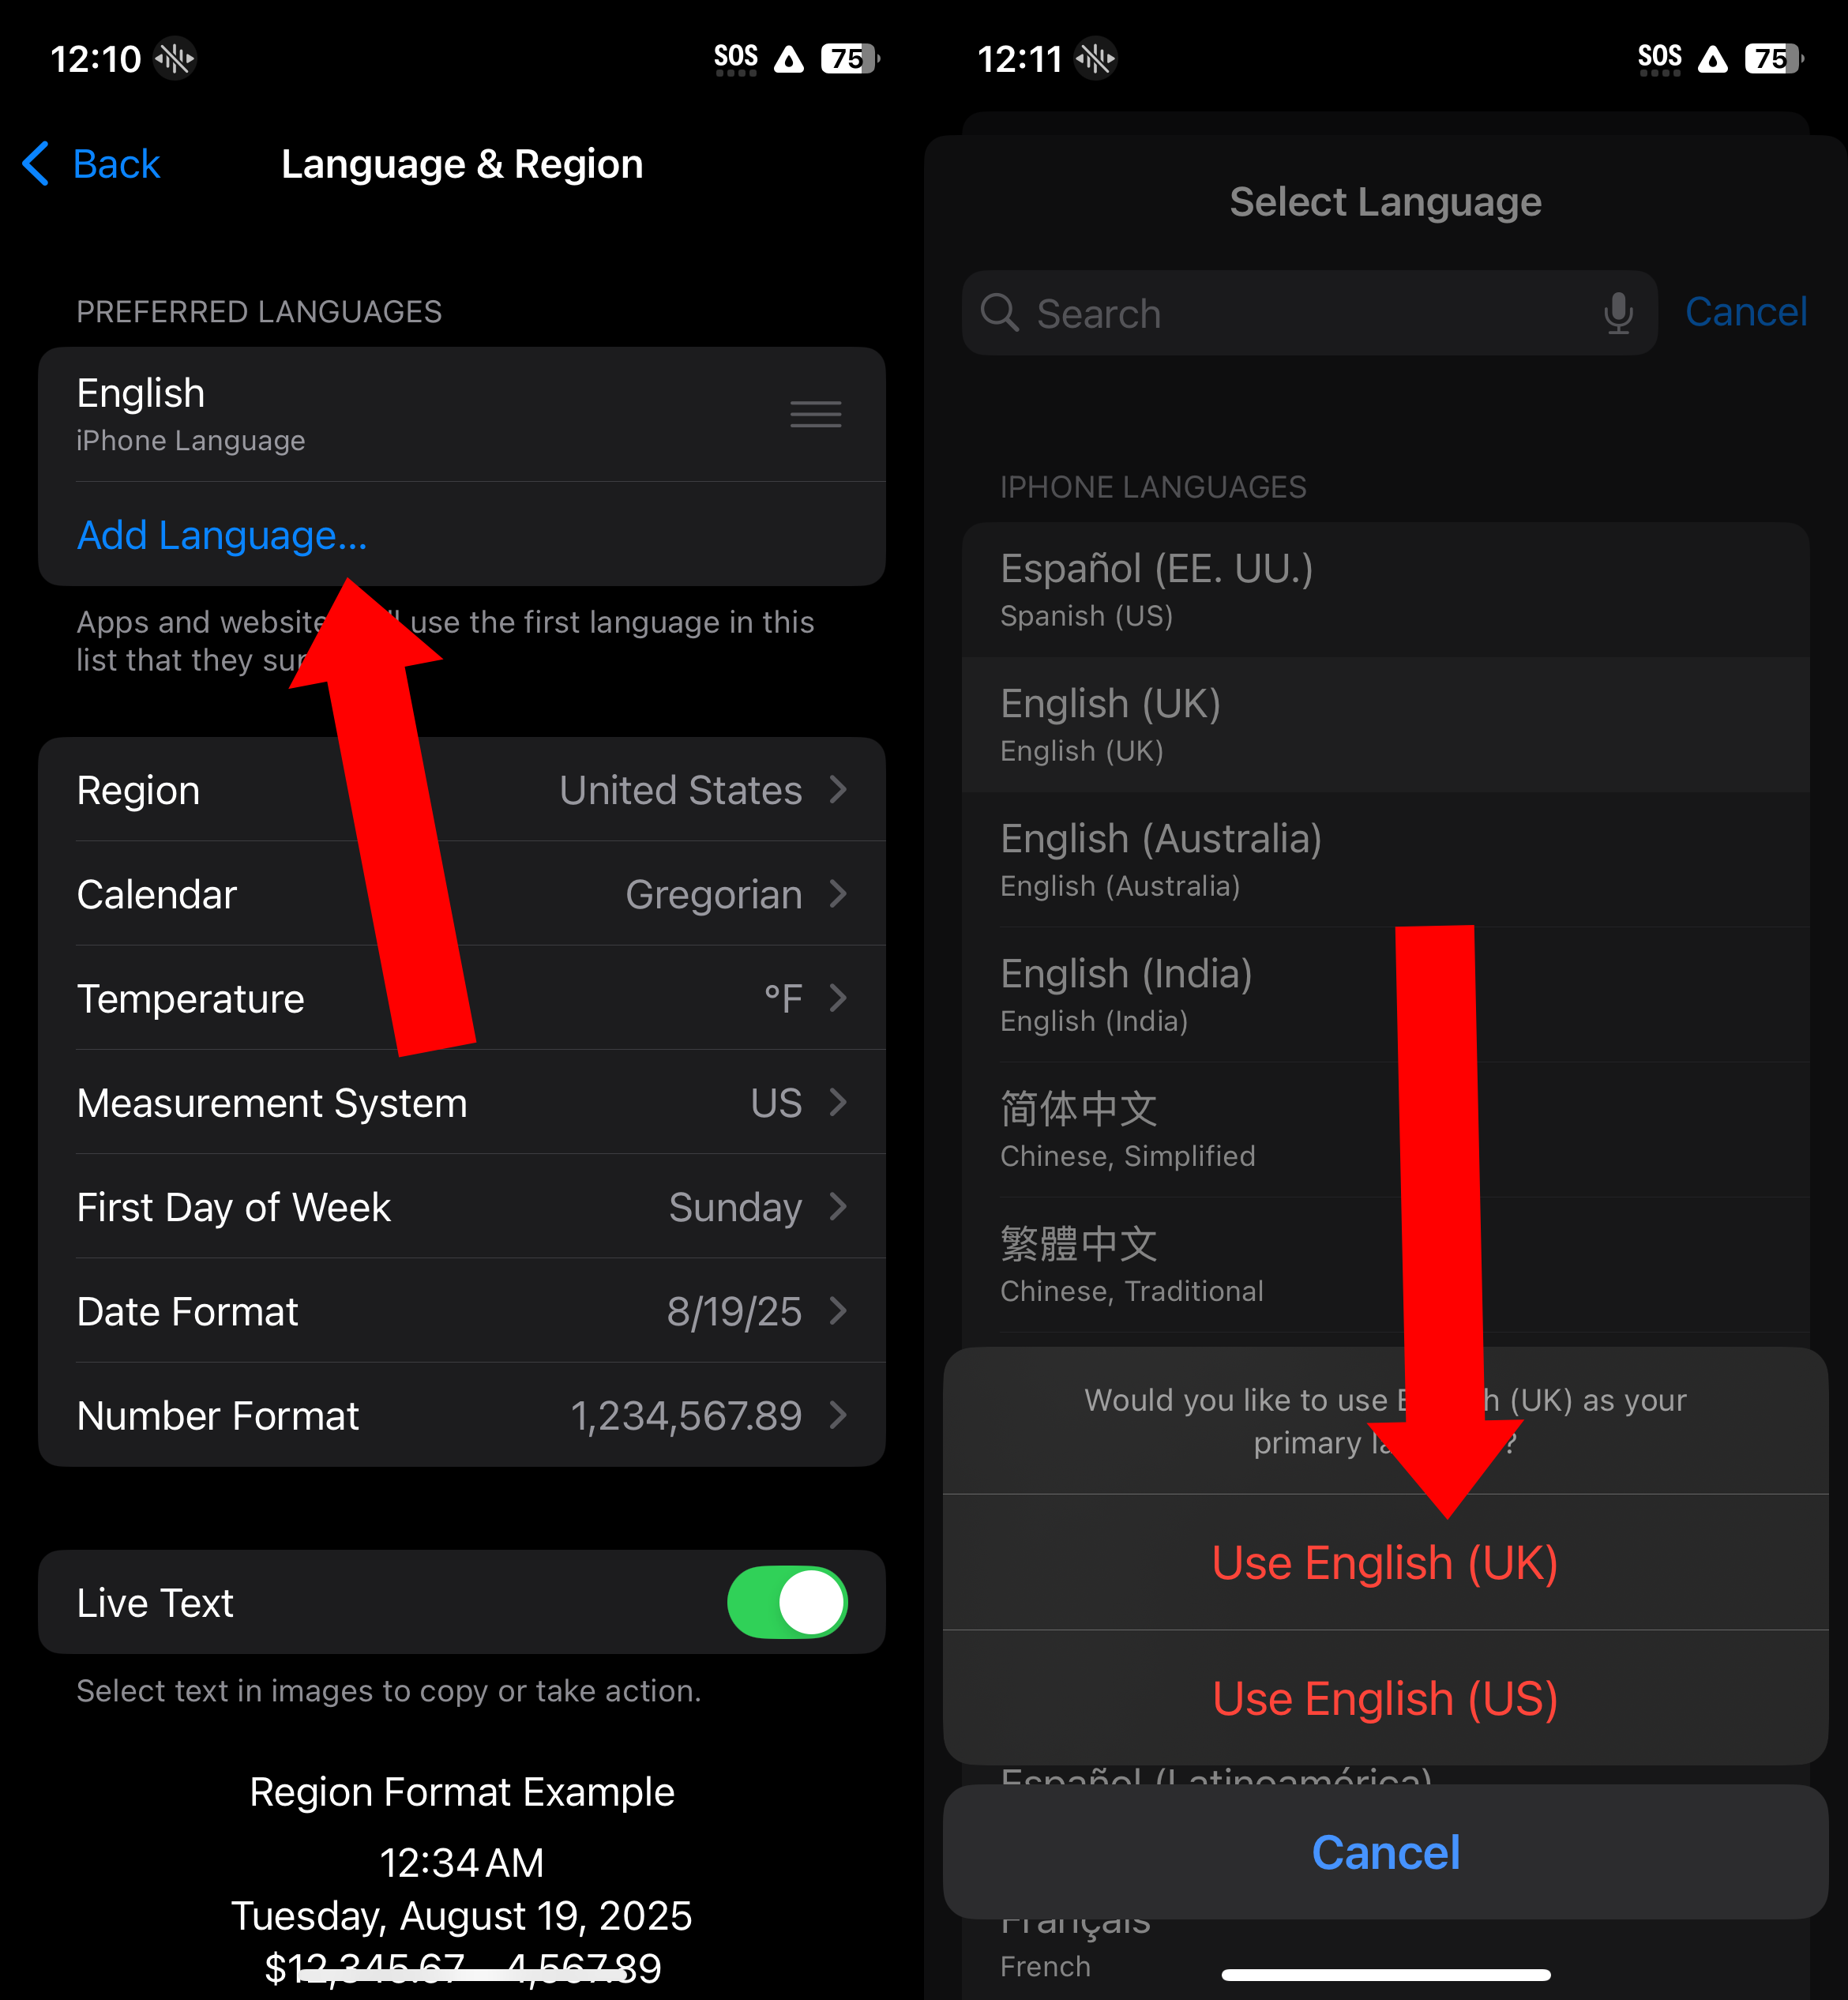 12:10
SOS
75
Back
Language & Region
PREFERRED LANGUAGES
English
iPhone Language
Add Language...
Apps and website use the first language in this
list that they
Region United States
Calendar Gregorian
Temperature °F
Measurement System US
First Day of Week Sunday
Date Format 8/19/25
Number Format 1,234,567.89
Live Text
Select text in images to copy or take action.
Region Format Example
12:34 AM
Tuesday, August 19, 2025
$12,345.67 4,567.89
12:11
SOS
75
Select Language
Search
Cancel
IPHONE LANGUAGES
Español (EE. UU.)
Spanish (US)
English (UK)
English (UK)
English (Australia)
English (Australia)
English (India)
English (India)
简体中文
Chinese, Simplified
繁體中文
Chinese, Traditional
Would you like to use (UK) as your
primary ?
Use English (UK)
Use English (US)
Español (Latinoamérica)
Cancel
Français
French